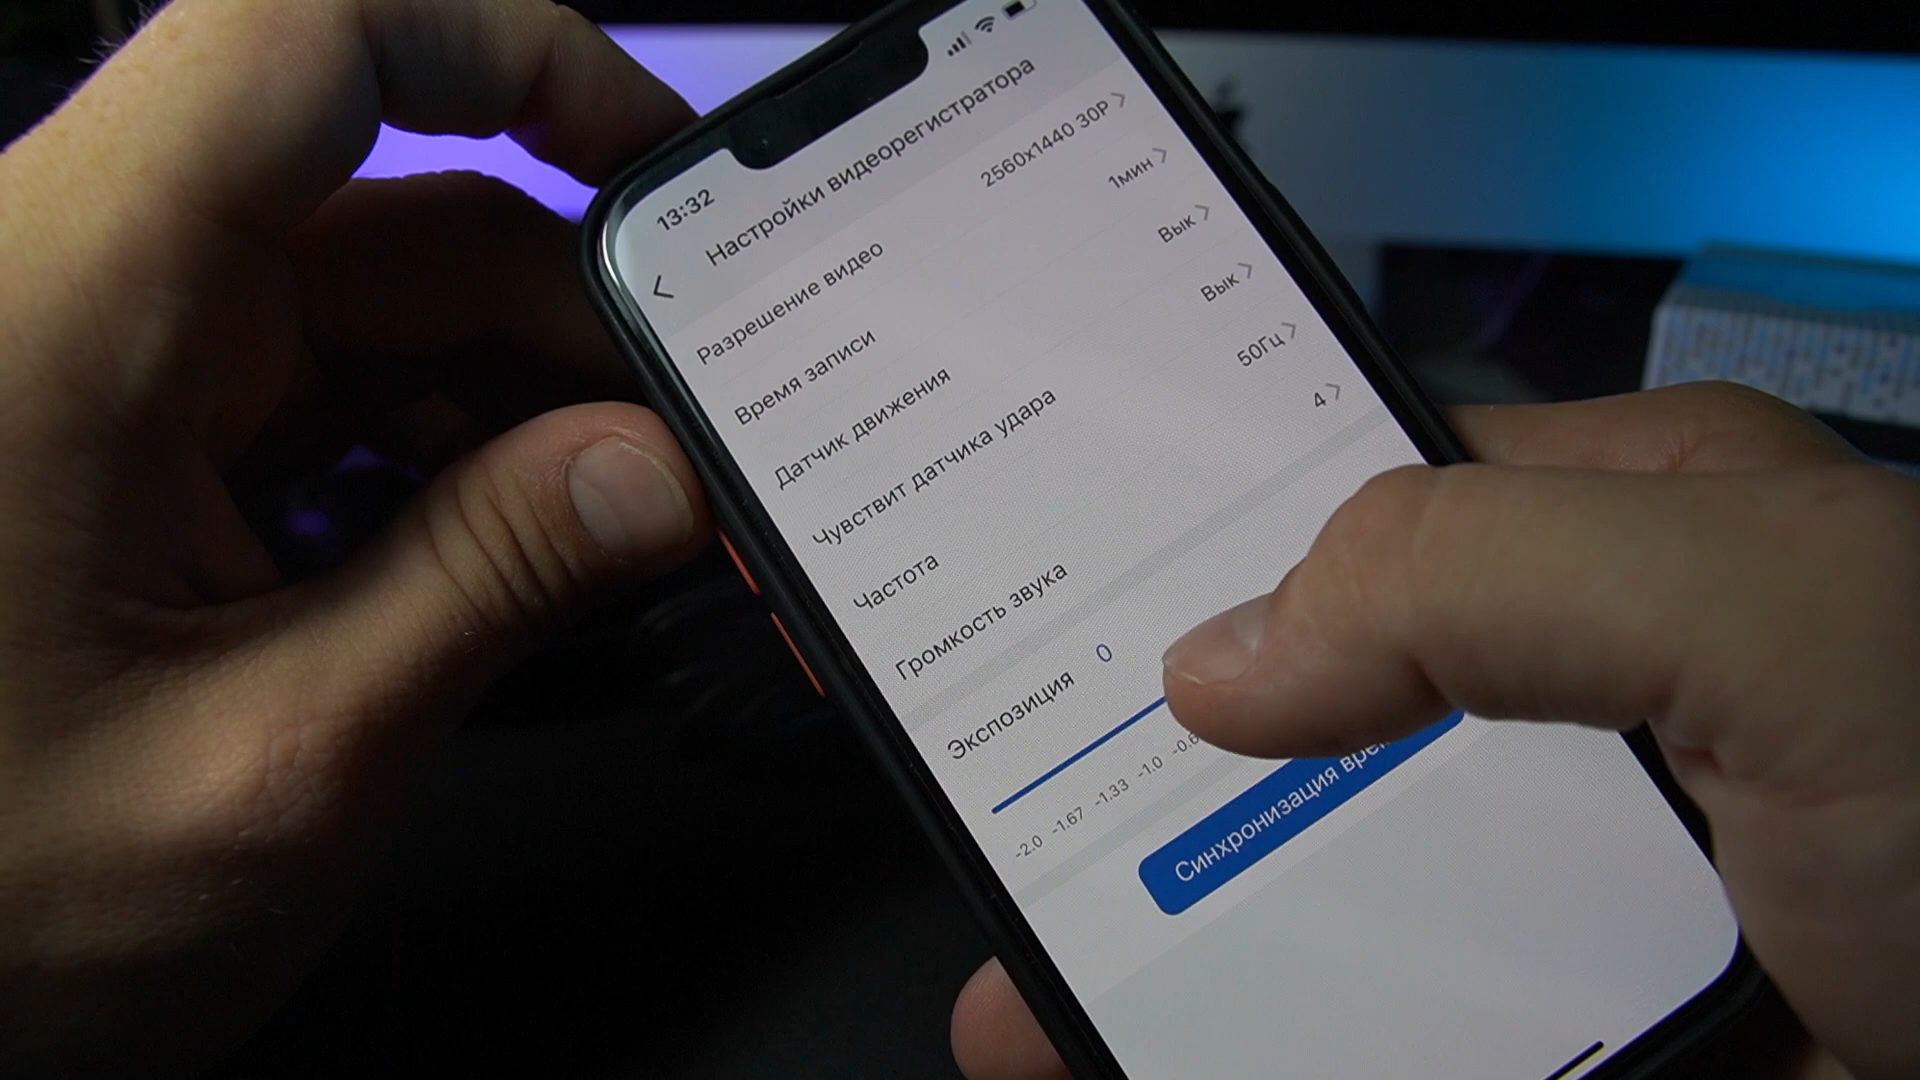 13:32
Настройки видеорегистратора
Разрешение видео 2560x1440 30P
Время записи 1мин
Датчик движения Вык
Чувствит датчика удара Вык
Частота 50Гц
Громкость звука 4
Экспозиция 0
-2.0 -1.67 -1.33 -1.0
Синхронизация